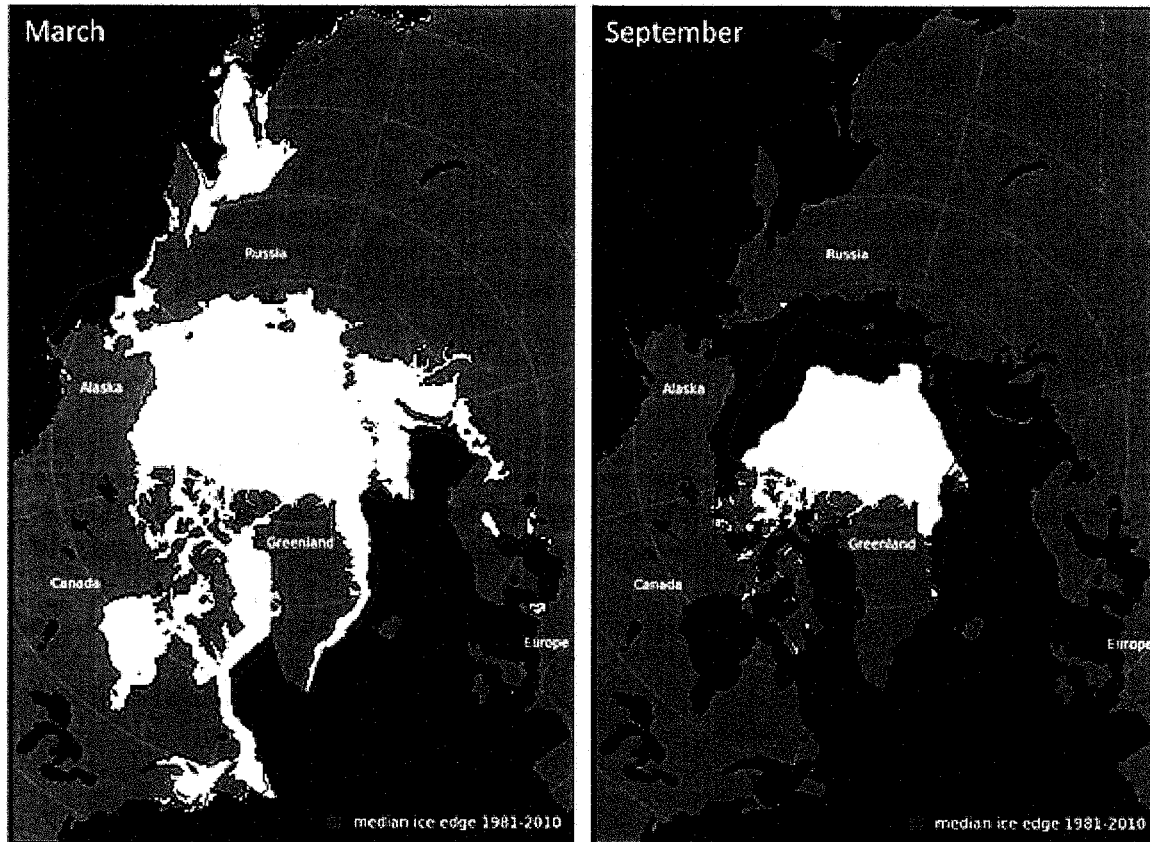 March
Russia
Alaska
Greenland
Canada
Europe
median ice edge 1981-2010
September
Russia
Alaska
Greenland
Canada
Europe
median ice edge 1981-2010